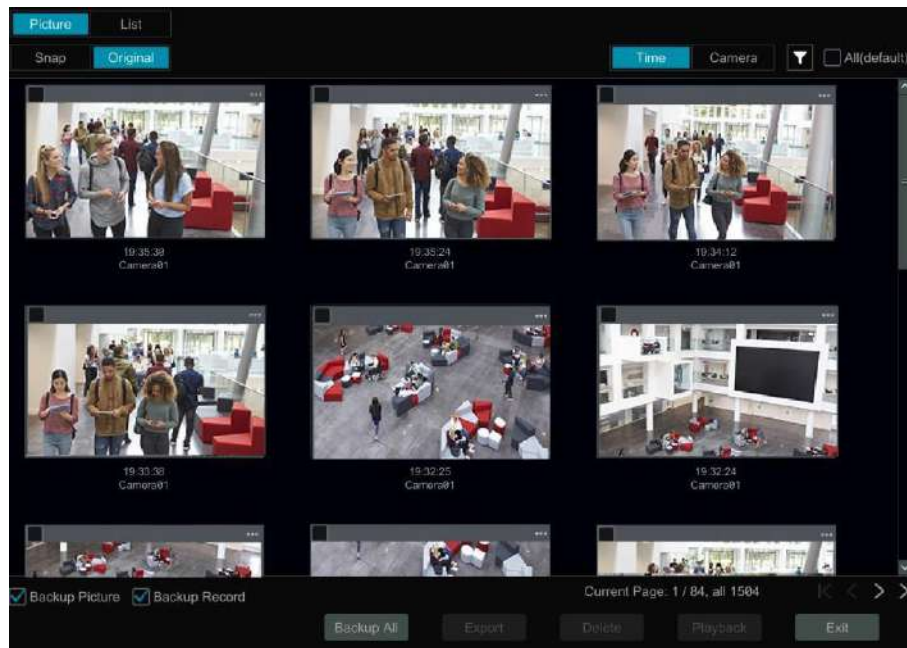 Picture List
Snap Original Time Camera All(default)
19:35:39 19:35:24 19:34:12
Camera01 Camera01 Camera01
19:33:38 19:32:25 19:32:24
Camera01 Camera01 Camera01
Backup Picture Backup Record Current Page: 1 / 84, all 1504
Backup All Export Delete Playback Exit